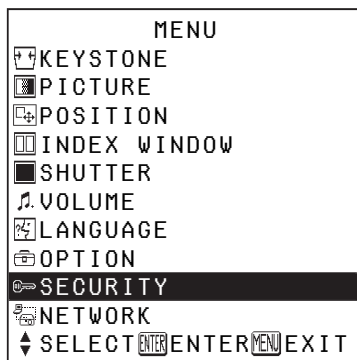 MENU
KEYSTONE
PICTURE
POSITION
INDEX WINDOW
SHUTTER
VOLUME
LANGUAGE
OPTION
SECURITY
NETWORK
SELECT ENTER ENTER MENU EXIT